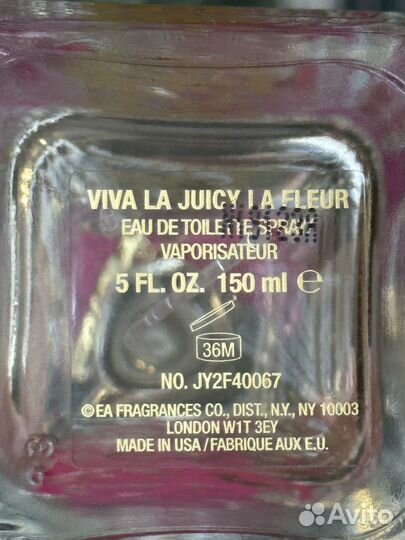 VIVA LA JUICY LA FLEUR
EAU DE TOILETTE SPRAY
VAPORISATEUR
5 FL. OZ. 150 ml ℮
36M
NO. JY2F40067
©EA FRAGRANCES CO., DIST., N.Y., NY 10003
LONDON W1T 3EY
MADE IN USA / FABRIQUE AUX E.U.
Avito